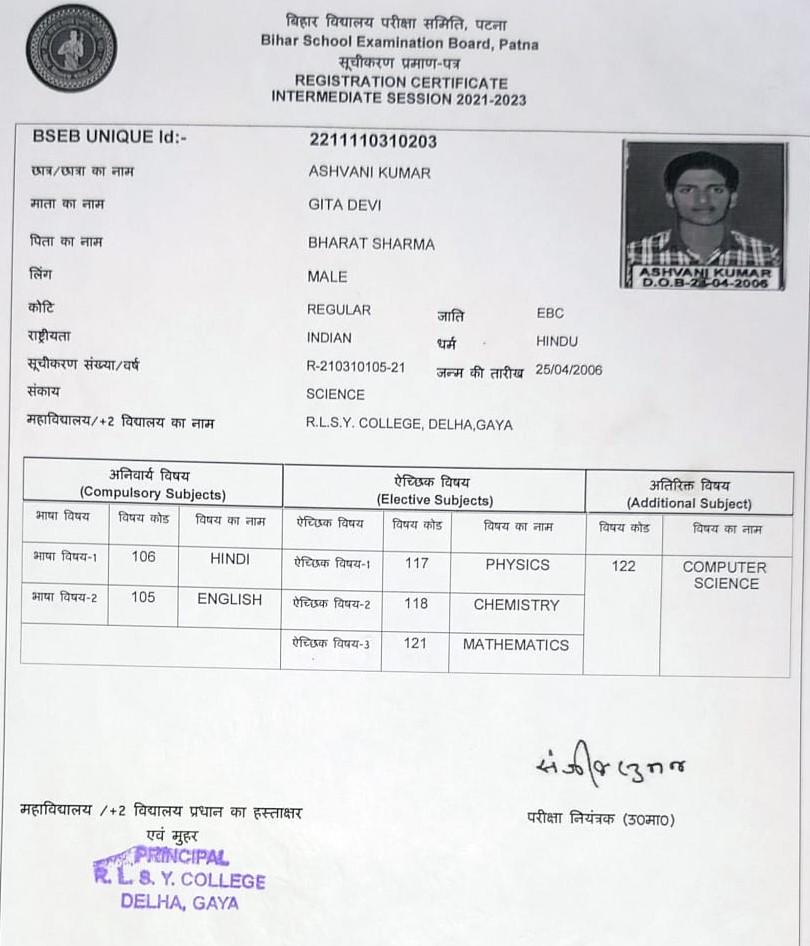 बिहार विद्यालय परीक्षा समिति, पटना
Bihar School Examination Board, Patna
सूचीकरण प्रमाण-पत्र
REGISTRATION CERTIFICATE
INTERMEDIATE SESSION 2021-2023
BSEB UNIQUE Id:- 2211110310203
छात्र/छात्रा का नाम ASHVANI KUMAR
माता का नाम GITA DEVI
पिता का नाम BHARAT SHARMA
लिंग MALE
ASHVANI KUMAR
कोटि REGULAR जाति EBC
राष्ट्रीयता INDIAN धर्म HINDU
सूचीकरण संख्या/वर्ष R-210310105-21 जन्म की तारीख 25/04/2006
संकाय SCIENCE
महाविद्यालय/+2 विद्यालय का नाम R.L.S.Y. COLLEGE, DELHA,GAYA
अनिवार्य विषय ऐच्छिक विषय अतिरिक्त विषय
(Compulsory Subjects) (Elective Subjects) (Additional Subject)
भाषा विषय विषय कोड विषय का नाम ऐच्छिक विषय विषय कोड विषय का नाम विषय कोड विषय का नाम
भाषा विषय-1 106 HINDI ऐच्छिक विषय-1 117 PHYSICS 122 COMPUTER
SCIENCE
भाषा विषय-2 105 ENGLISH ऐच्छिक विषय-2 118 CHEMISTRY
ऐच्छिक विषय-3 121 MATHEMATICS
महाविद्यालय /+2 विद्यालय प्रधान का हस्ताक्षर
एवं मुहर
परीक्षा नियंत्रक (उ०मा०)
PRINCIPAL
R. L. S. Y. COLLEGE
DELHA, GAYA